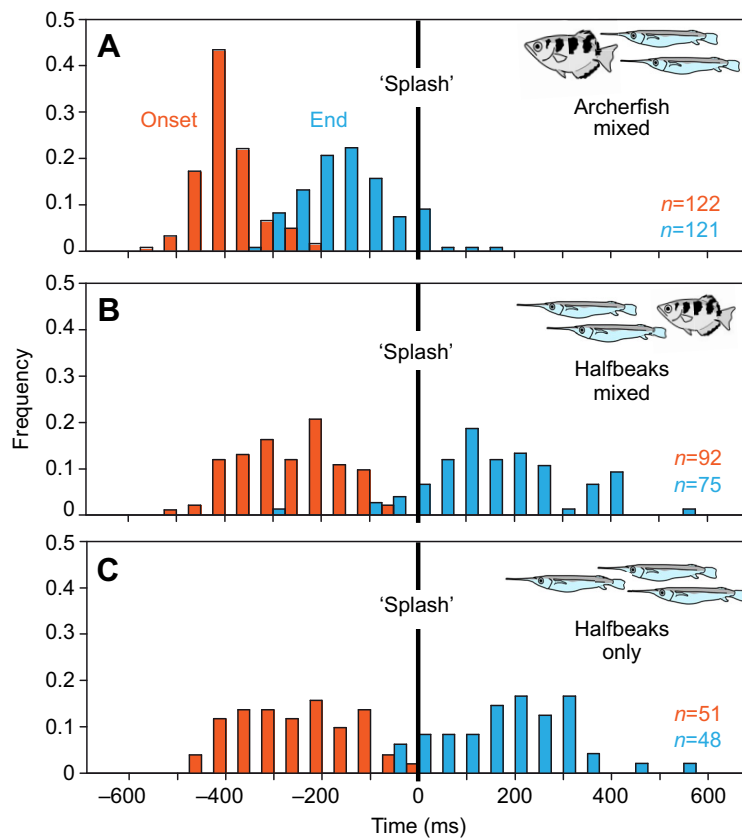 0.5
A
0.4
'Splash'
Archerfish
mixed
0.3
Onset
End
0.2
n=122
n=121
0.1
0
0.5
B
0.4
'Splash'
Halfbeaks
mixed
0.3
Frequency
0.2
n=92
n=75
0.1
0
0.5
C
0.4
'Splash'
Halfbeaks
only
0.3
0.2
n=51
n=48
0.1
0
–600 –400 –200 0 200 400 600
Time (ms)